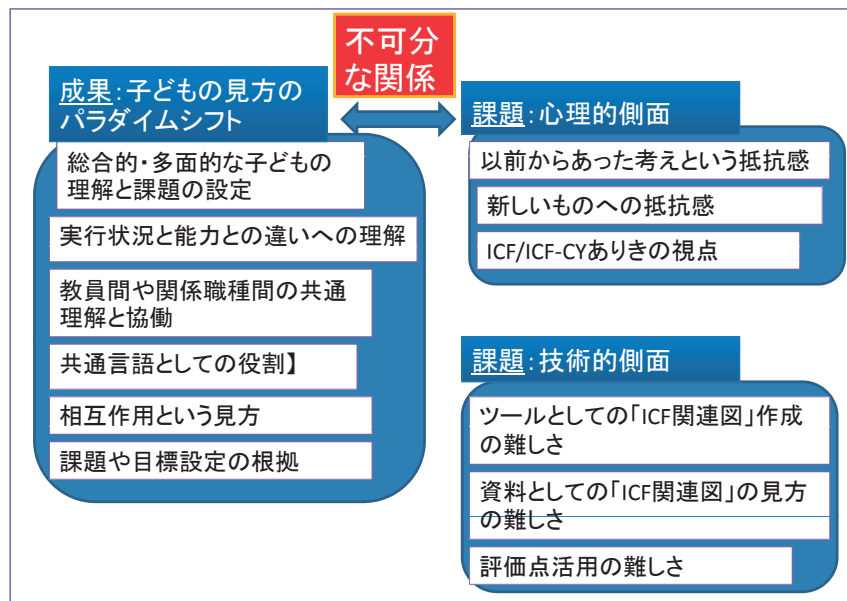 不可分
な関係
成果：子どもの見方の
パラダイムシフト
総合的・多面的な子どもの
理解と課題の設定
実行状況と能力との違いへの理解
教員間や関係職種間の共通
理解と協働
共通言語としての役割】
相互作用という見方
課題や目標設定の根拠
課題：心理的側面
以前からあった考えという抵抗感
新しいものへの抵抗感
ICF/ICF-CYありきの視点
課題：技術的側面
ツールとしての「ICF関連図」作成
の難しさ
資料としての「ICF関連図」の見方
の難しさ
評価点活用の難しさ